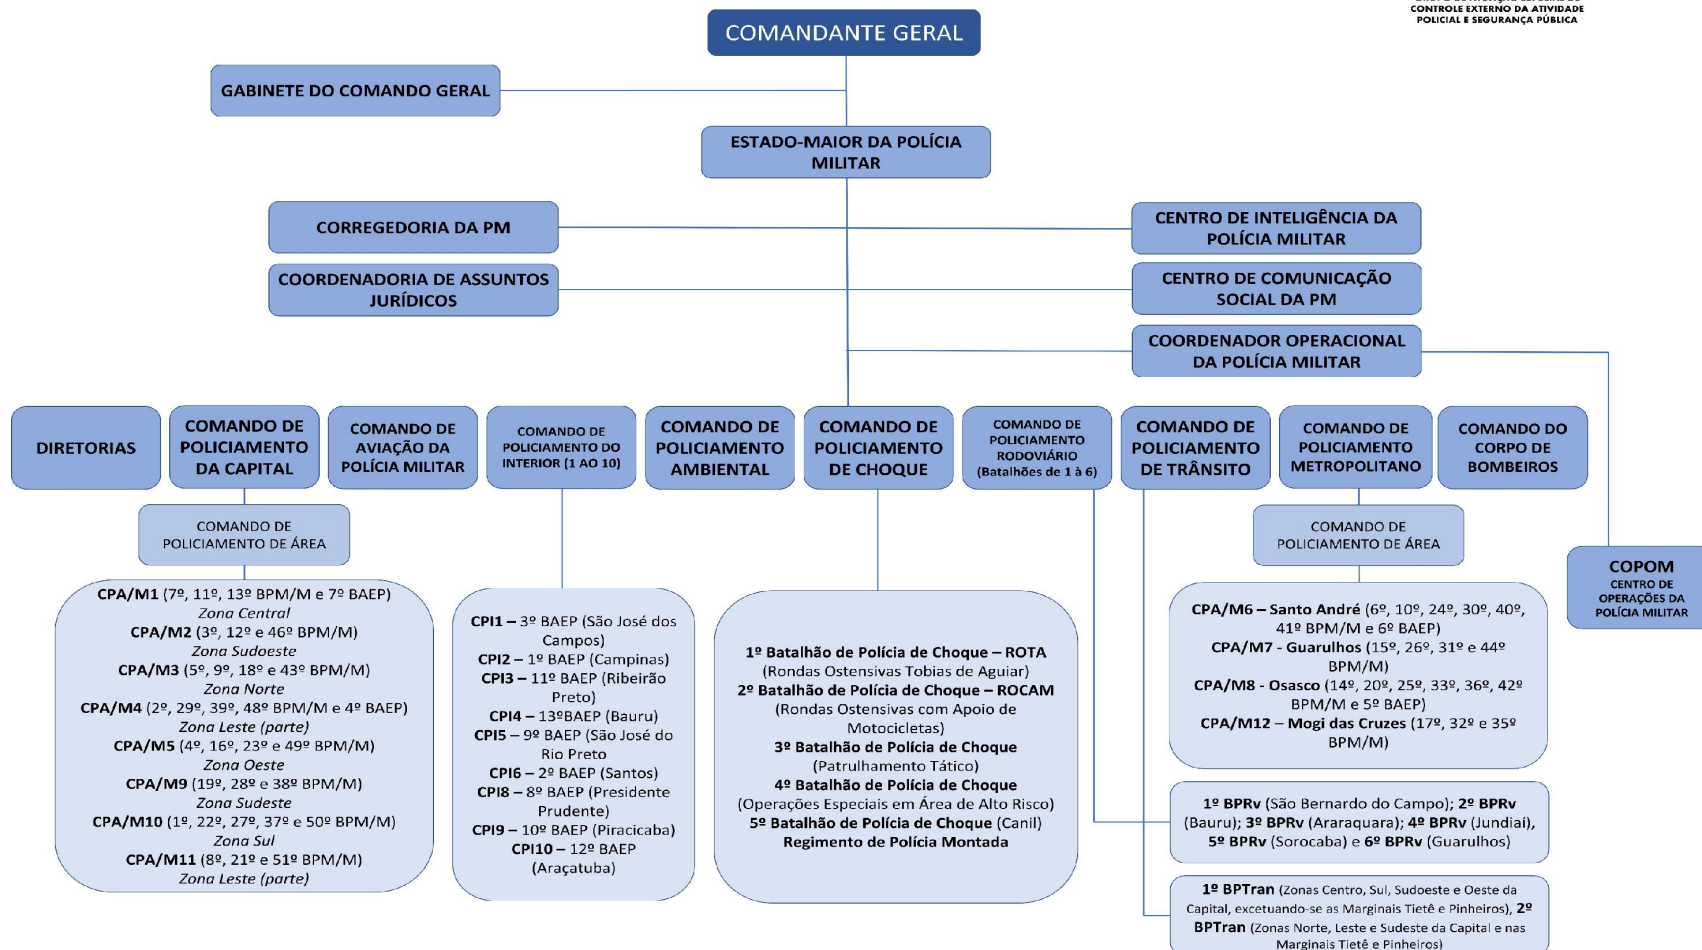 CONTROLE EXTERNO DA ATIVIDADE
POLICIAL E SEGURANÇA PÚBLICA
COMANDANTE GERAL
GABINETE DO COMANDO GERAL
ESTADO-MAIOR DA POLÍCIA
MILITAR
CORREGEDORIA DA PM
CENTRO DE INTELIGÊNCIA DA
POLÍCIA MILITAR
COORDENADORIA DE ASSUNTOS
JURÍDICOS
CENTRO DE COMUNICAÇÃO
SOCIAL DA PM
COORDENADOR OPERACIONAL
DA POLÍCIA MILITAR
DIRETORIAS
COMANDO DE
POLICIAMENTO
DA CAPITAL
COMANDO DE
AVIAÇÃO DA
POLÍCIA MILITAR
COMANDO DE
POLICIAMENTO DO
INTERIOR (1 AO 10)
COMANDO DE
POLICIAMENTO
AMBIENTAL
COMANDO DE
POLICIAMENTO
DE CHOQUE
COMANDO DE
POLICIAMENTO
RODOVIÁRIO
(Batalhões de 1 à 6)
COMANDO DE
POLICIAMENTO
DE TRÂNSITO
COMANDO DE
POLICIAMENTO
METROPOLITANO
COMANDO DO
CORPO DE
BOMBEIROS
COMANDO DE
POLICIAMENTO DE ÁREA
COMANDO DE
POLICIAMENTO DE ÁREA
COPOM
CENTRO DE
OPERAÇÕES DA
POLÍCIA MILITAR
CPA/M1 (7º, 11º, 13º BPM/M e 7º BAEP)
Zona Central
CPA/M2 (3º, 12º e 46º BPM/M)
Zona Sudoeste
CPA/M3 (5º, 9º, 18º e 43º BPM/M)
Zona Norte
CPA/M4 (2º, 29º, 39º, 48º BPM/M e 4º BAEP)
Zona Leste (parte)
CPA/M5 (4º, 16º, 23º e 49º BPM/M)
Zona Oeste
CPA/M9 (19º, 28º e 38º BPM/M)
Zona Sudeste
CPA/M10 (1º, 22º, 27º, 37º e 50º BPM/M)
Zona Sul
CPA/M11 (8º, 21º e 51º BPM/M)
Zona Leste (parte)
CPI1 – 3º BAEP (São José dos
Campos)
CPI2 – 1º BAEP (Campinas)
CPI3 – 11º BAEP (Ribeirão
Preto)
CPI4 – 13ºBAEP (Bauru)
CPI5 – 9º BAEP (São José do
Rio Preto
CPI6 – 2º BAEP (Santos)
CPI8 – 8º BAEP (Presidente
Prudente)
CPI9 – 10º BAEP (Piracicaba)
CPI10 – 12º BAEP
(Araçatuba)
1º Batalhão de Polícia de Choque – ROTA
(Rondas Ostensivas Tobias de Aguiar)
2º Batalhão de Polícia de Choque – ROCAM
(Rondas Ostensivas com Apoio de
Motocicletas)
3º Batalhão de Polícia de Choque
(Patrulhamento Tático)
4º Batalhão de Polícia de Choque
(Operações Especiais em Área de Alto Risco)
5º Batalhão de Polícia de Choque (Canil)
Regimento de Polícia Montada
CPA/M6 – Santo André (6º, 10º, 24º, 30º, 40º,
41º BPM/M e 6º BAEP)
CPA/M7 - Guarulhos (15º, 26º, 31º e 44º
BPM/M)
CPA/M8 - Osasco (14º, 20º, 25º, 33º, 36º, 42º
BPM/M e 5º BAEP)
CPA/M12 – Mogi das Cruzes (17º, 32º e 35º
BPM/M)
1º BPRv (São Bernardo do Campo); 2º BPRv
(Bauru); 3º BPRv (Araraquara); 4º BPRv (Jundiaí),
5º BPRv (Sorocaba) e 6º BPRv (Guarulhos)
1º BPTran (Zonas Centro, Sul, Sudoeste e Oeste da
Capital, excetuando-se as Marginais Tietê e Pinheiros), 2º
BPTran (Zonas Norte, Leste e Sudeste da Capital e nas
Marginais Tietê e Pinheiros)